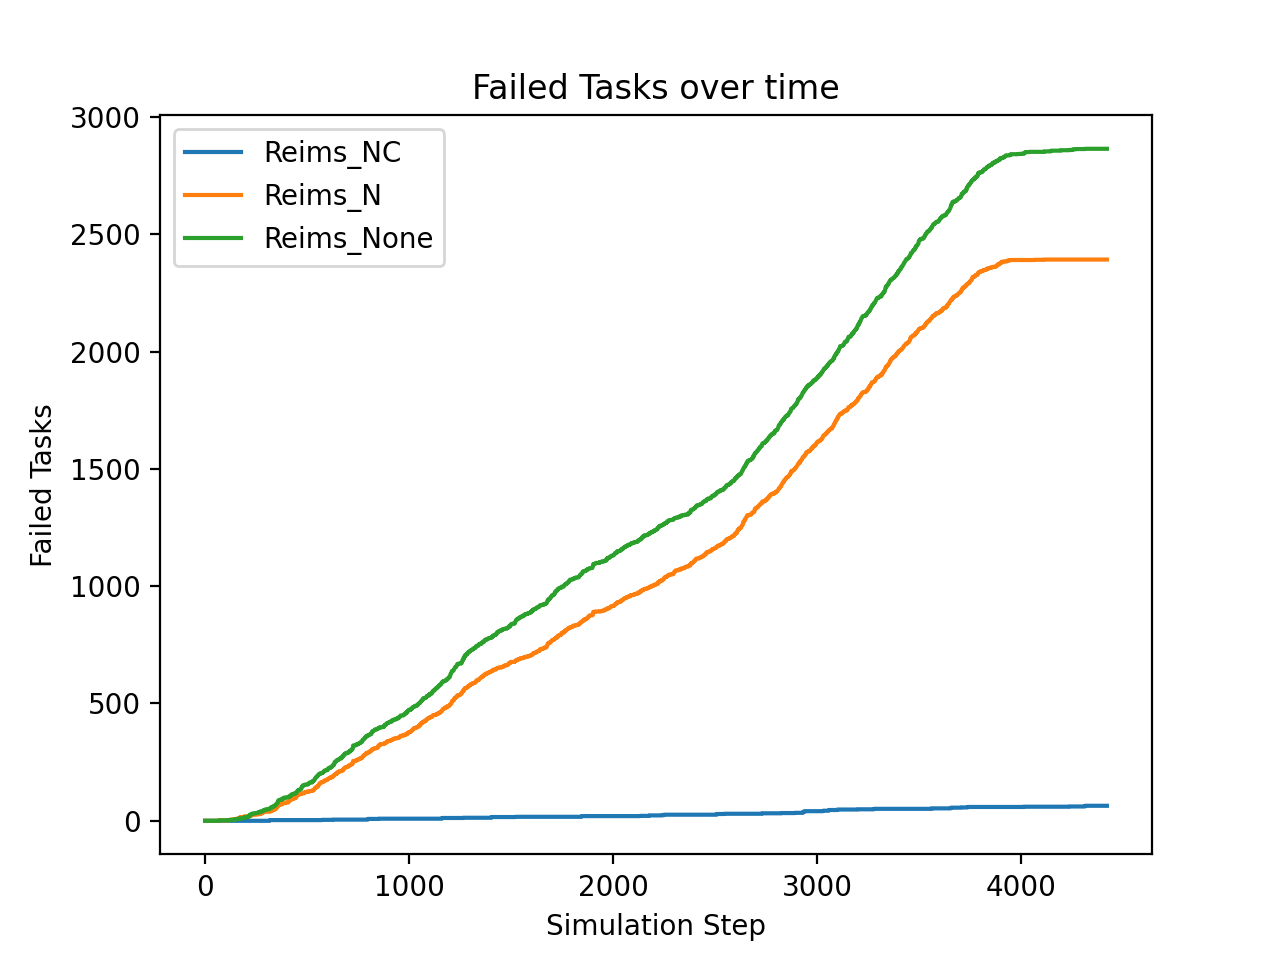 Failed Tasks over time
3000
2500
2000
1500
1000
500
0
Failed Tasks
Reims_NC
Reims_N
Reims_None
0 1000 2000 3000 4000
Simulation Step